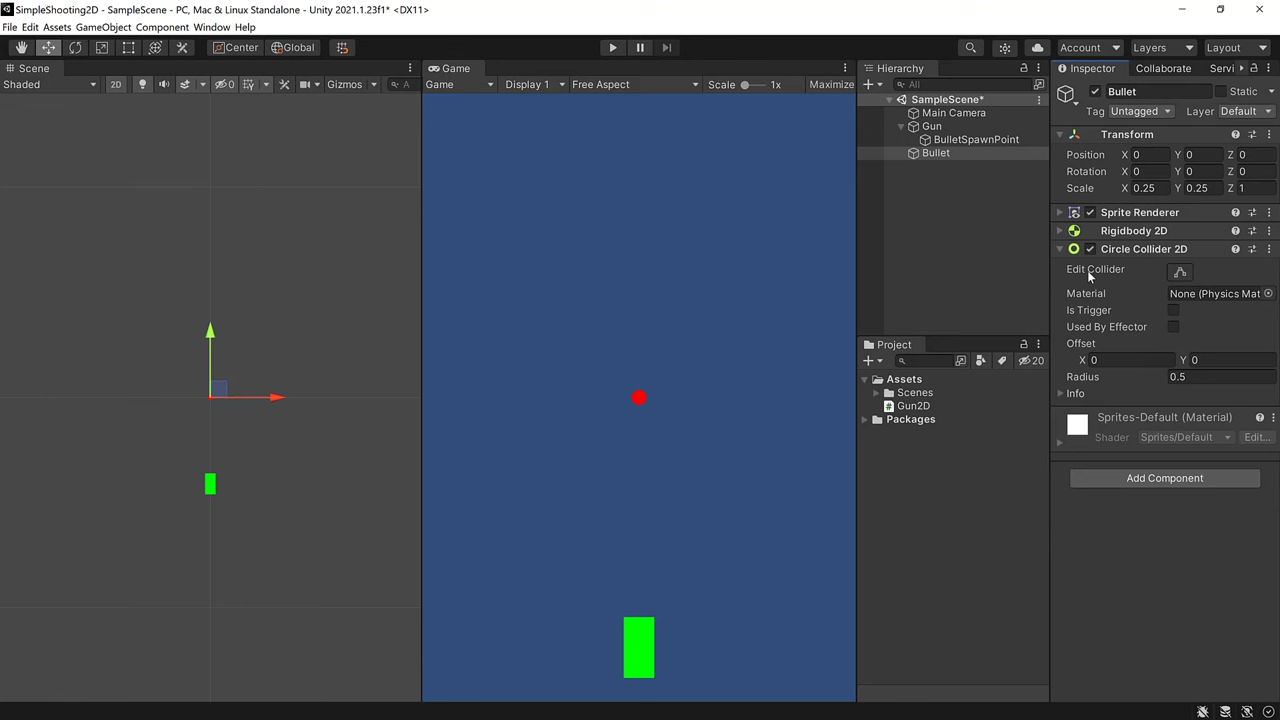 SimpleShooting2D - SampleScene - PC, Mac & Linux Standalone - Unity 2021.1.23f1* <DX11>
File Edit Assets GameObject Component Window Help
Center Global Account Layers Layout
Scene
Shaded 2D 0 Gizmos A
Game
Game Display 1 Free Aspect Scale 1x Maximize
Hierarchy
All
SampleScene*
Main Camera
Gun
BulletSpawnPoint
Bullet
Project
20
Assets
Scenes
Gun2D
Packages
Inspector Collaborate Servi
Bullet Static
Tag Untagged Layer Default
Transform
Position X 0 Y 0 Z 0
Rotation X 0 Y 0 Z 0
Scale X 0.25 Y 0.25 Z 1
Sprite Renderer
Rigidbody 2D
Circle Collider 2D
Edit Collider
Material None (Physics Mat
Is Trigger
Used By Effector
Offset
X 0 Y 0
Radius 0.5
Info
Sprites-Default (Material)
Shader Sprites/Default Edit...
Add Component